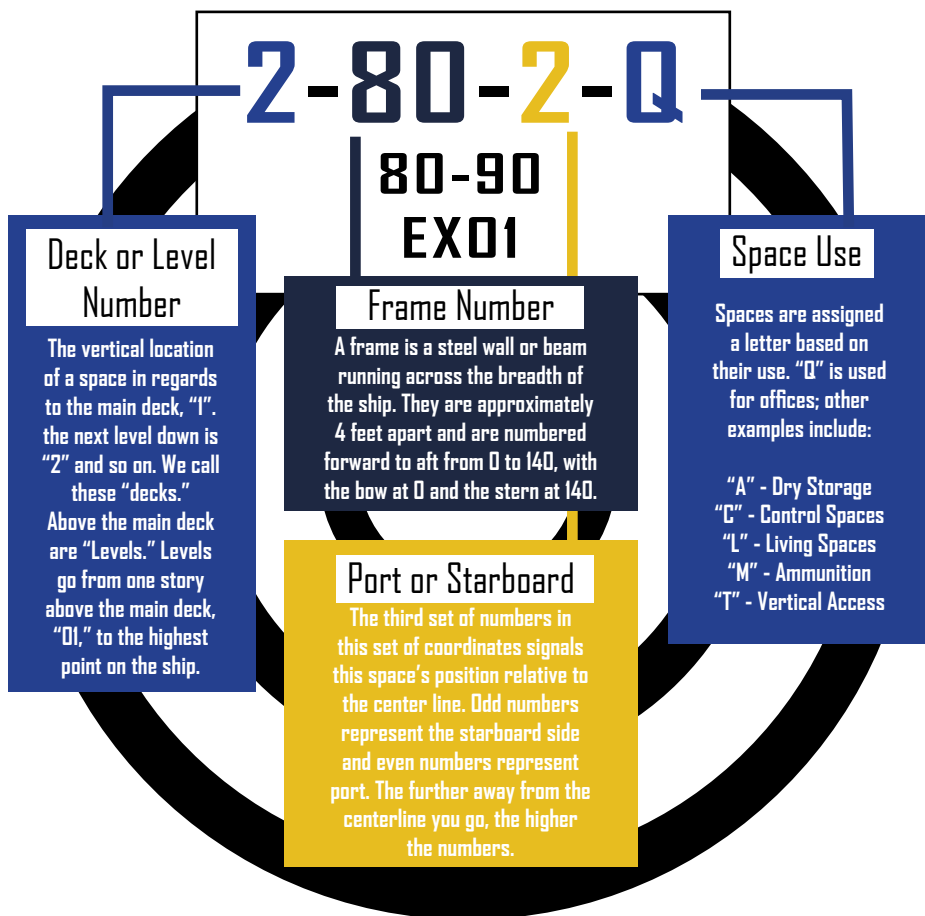 2-80-2-Q
80-90
EX01
Deck or Level
Number
The vertical location
of a space in regards
to the main deck, “1”.
the next level down is
“2” and so on. We call
these “decks.”
Above the main deck
are “Levels.” Levels
go from one story
above the main deck,
“01,” to the highest
point on the ship.
Frame Number
A frame is a steel wall or beam
running across the breadth of
the ship. They are approximately
4 feet apart and are numbered
forward to aft from 0 to 140, with
the bow at 0 and the stern at 140.
Port or Starboard
The third set of numbers in
this set of coordinates signals
this space’s position relative to
the center line. Odd numbers
represent the starboard side
and even numbers represent
port. The further away from the
centerline you go, the higher
the numbers.
Space Use
Spaces are assigned
a letter based on
their use. “Q” is used
for offices; other
examples include:
“A” - Dry Storage
“C” - Control Spaces
“L” - Living Spaces
“M” - Ammunition
“T” - Vertical Access